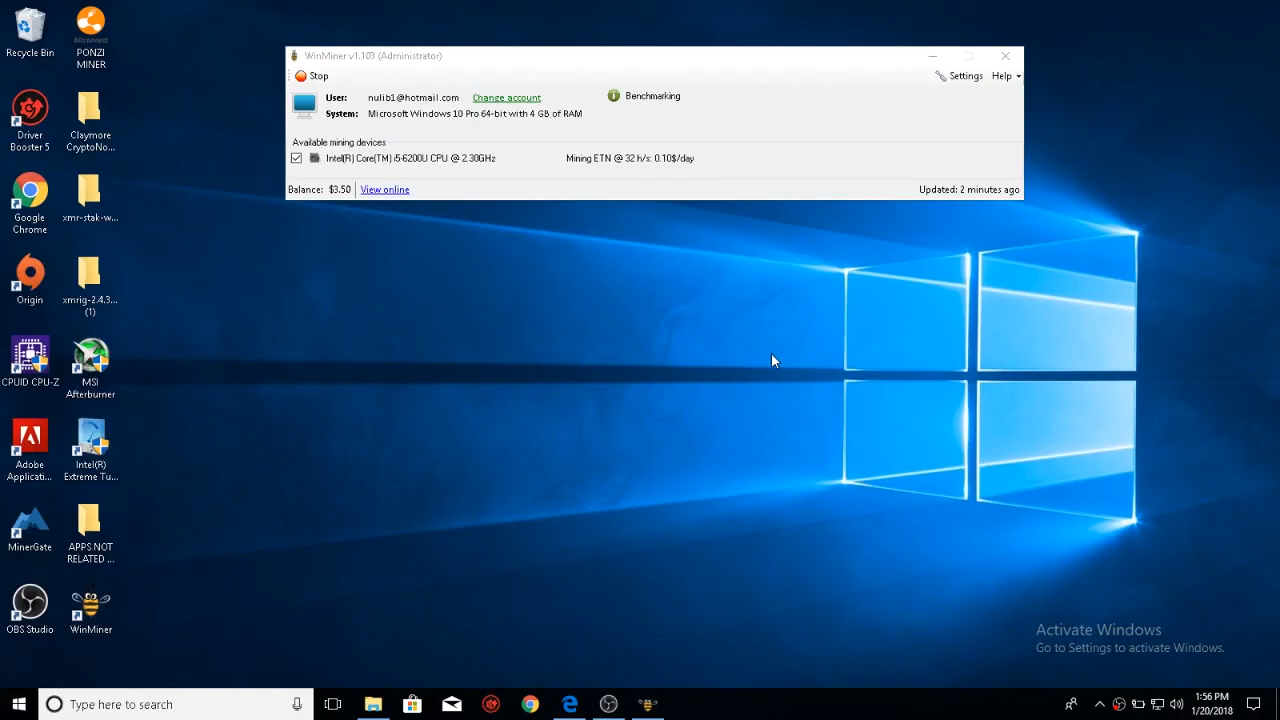 Recycle Bin
bitconnect
PONZI
MINER
Driver
Booster 5
Claymore
CryptoNo...
Google
Chrome
xmr-stak-w...
Origin
xmrig-2.4.3...
(1)
CPUID CPU-Z
MSI
Afterburner
Adobe
Applicati...
Intel(R)
Extreme Tu...
MinerGate
APPS NOT
RELATED ...
OBS Studio
WinMiner
WinMiner v1.103 (Administrator)
Stop
Settings
Help
User: nulib1@hotmail.com Change account
Benchmarking
System: Microsoft Windows 10 Pro 64-bit with 4 GB of RAM
Available mining devices
Intel(R) Core(TM) i5-6200U CPU @ 2.30GHz
Mining ETN @ 32 h/s: 0.10$/day
Balance: $3.50
View online
Updated: 2 minutes ago
Activate Windows
Go to Settings to activate Windows.
Type here to search
1:56 PM
1/20/2018